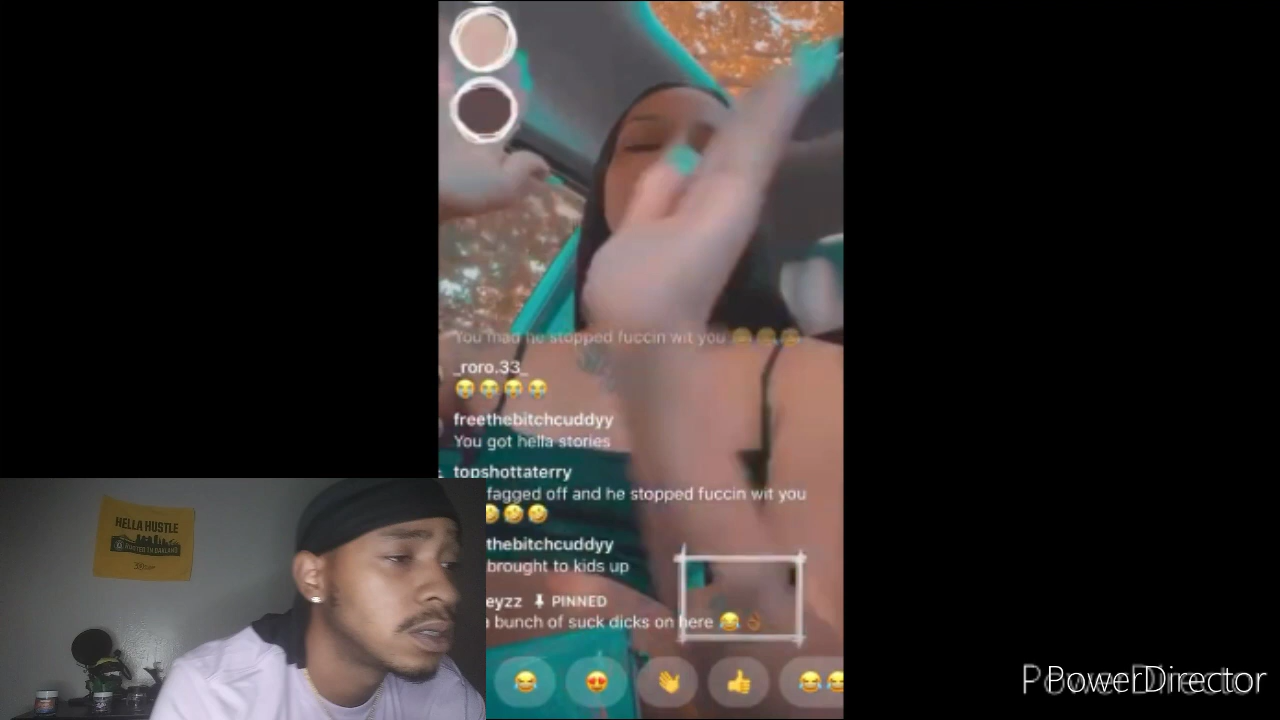 You mad he stopped fuccin wit you 😂😂😂
_roro.33_
😭😭😭😭
freethebitchcuddyy
You got hella stories
topshottaterry
fagged off and he stopped fuccin wit you
🤣🤣🤣
thebitchcuddyy
brought to kids up
eyzz 📌 PINNED
bunch of suck dicks on here 😂👌🏾
😂 😍 👋 👍 😂😂
HELLA HUSTLE
PowerDirector